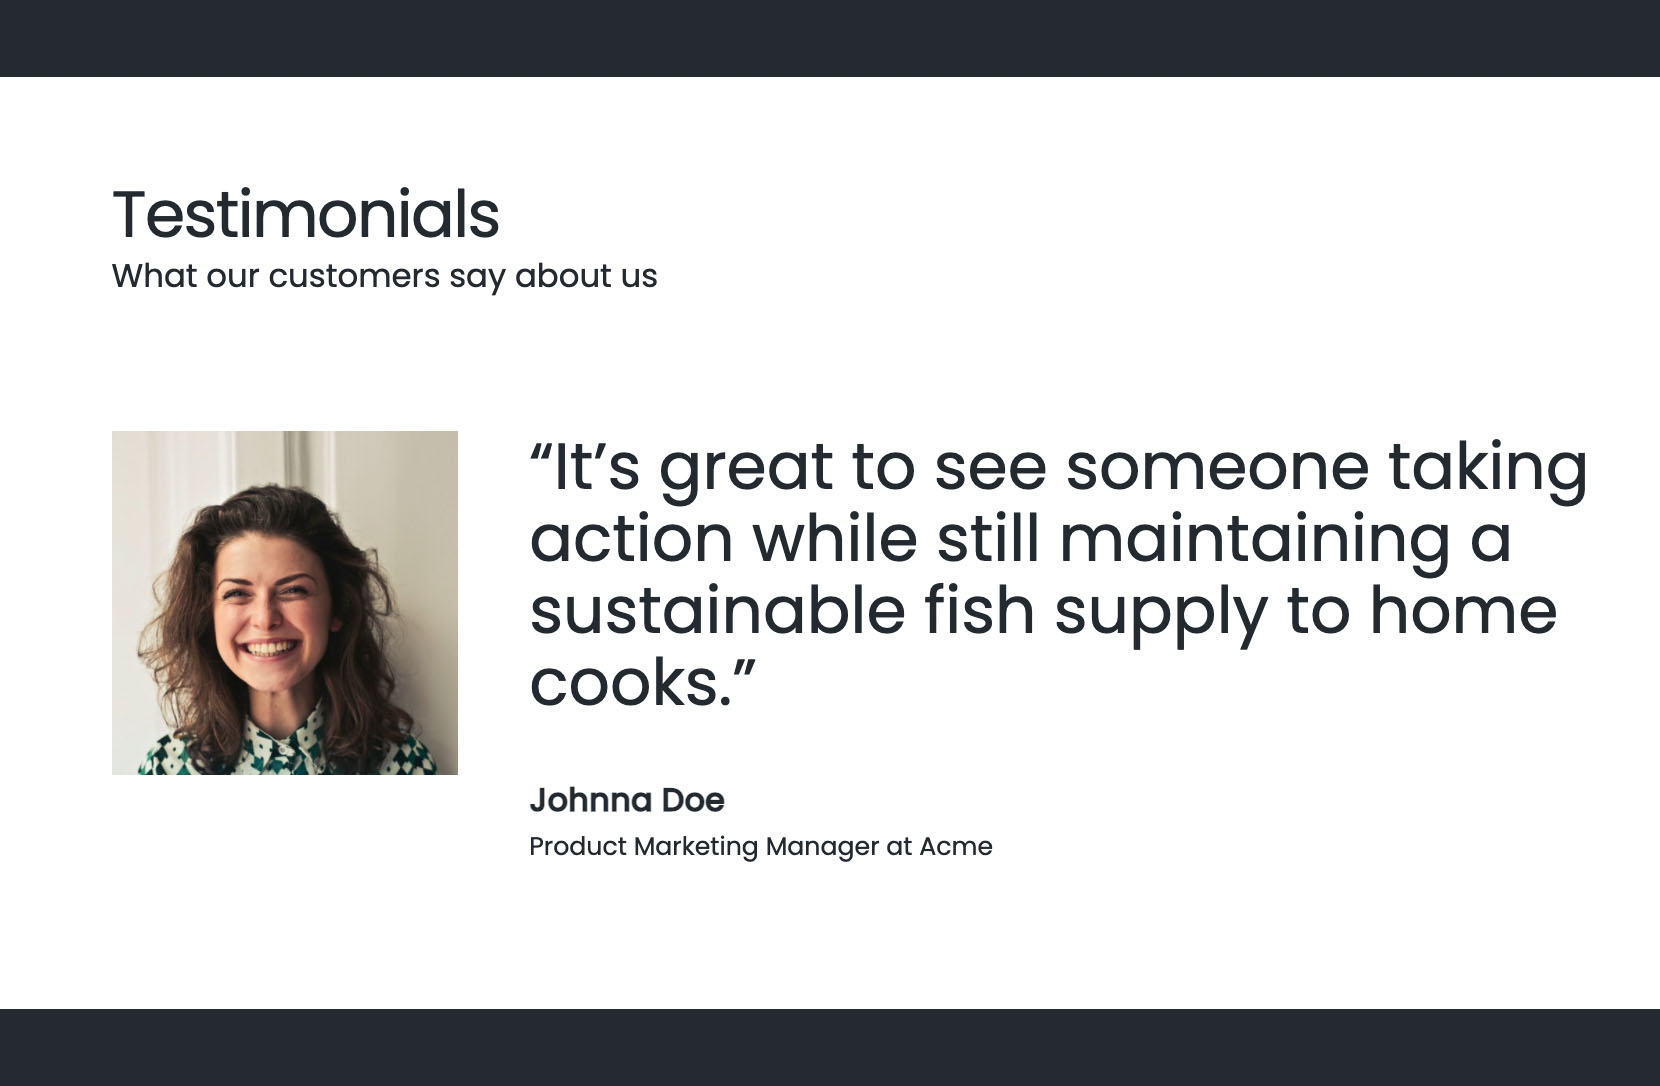 Testimonials
What our customers say about us
“It’s great to see someone taking
action while still maintaining a
sustainable fish supply to home
cooks.”
Johnna Doe
Product Marketing Manager at Acme